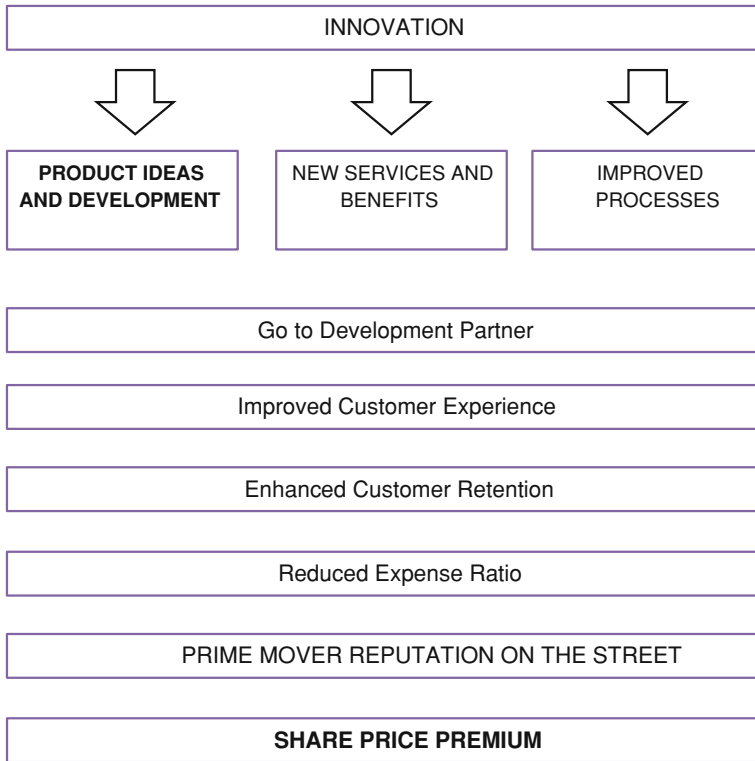 INNOVATION
PRODUCT IDEAS
AND DEVELOPMENT
NEW SERVICES AND
BENEFITS
IMPROVED
PROCESSES
Go to Development Partner
Improved Customer Experience
Enhanced Customer Retention
Reduced Expense Ratio
PRIME MOVER REPUTATION ON THE STREET
SHARE PRICE PREMIUM